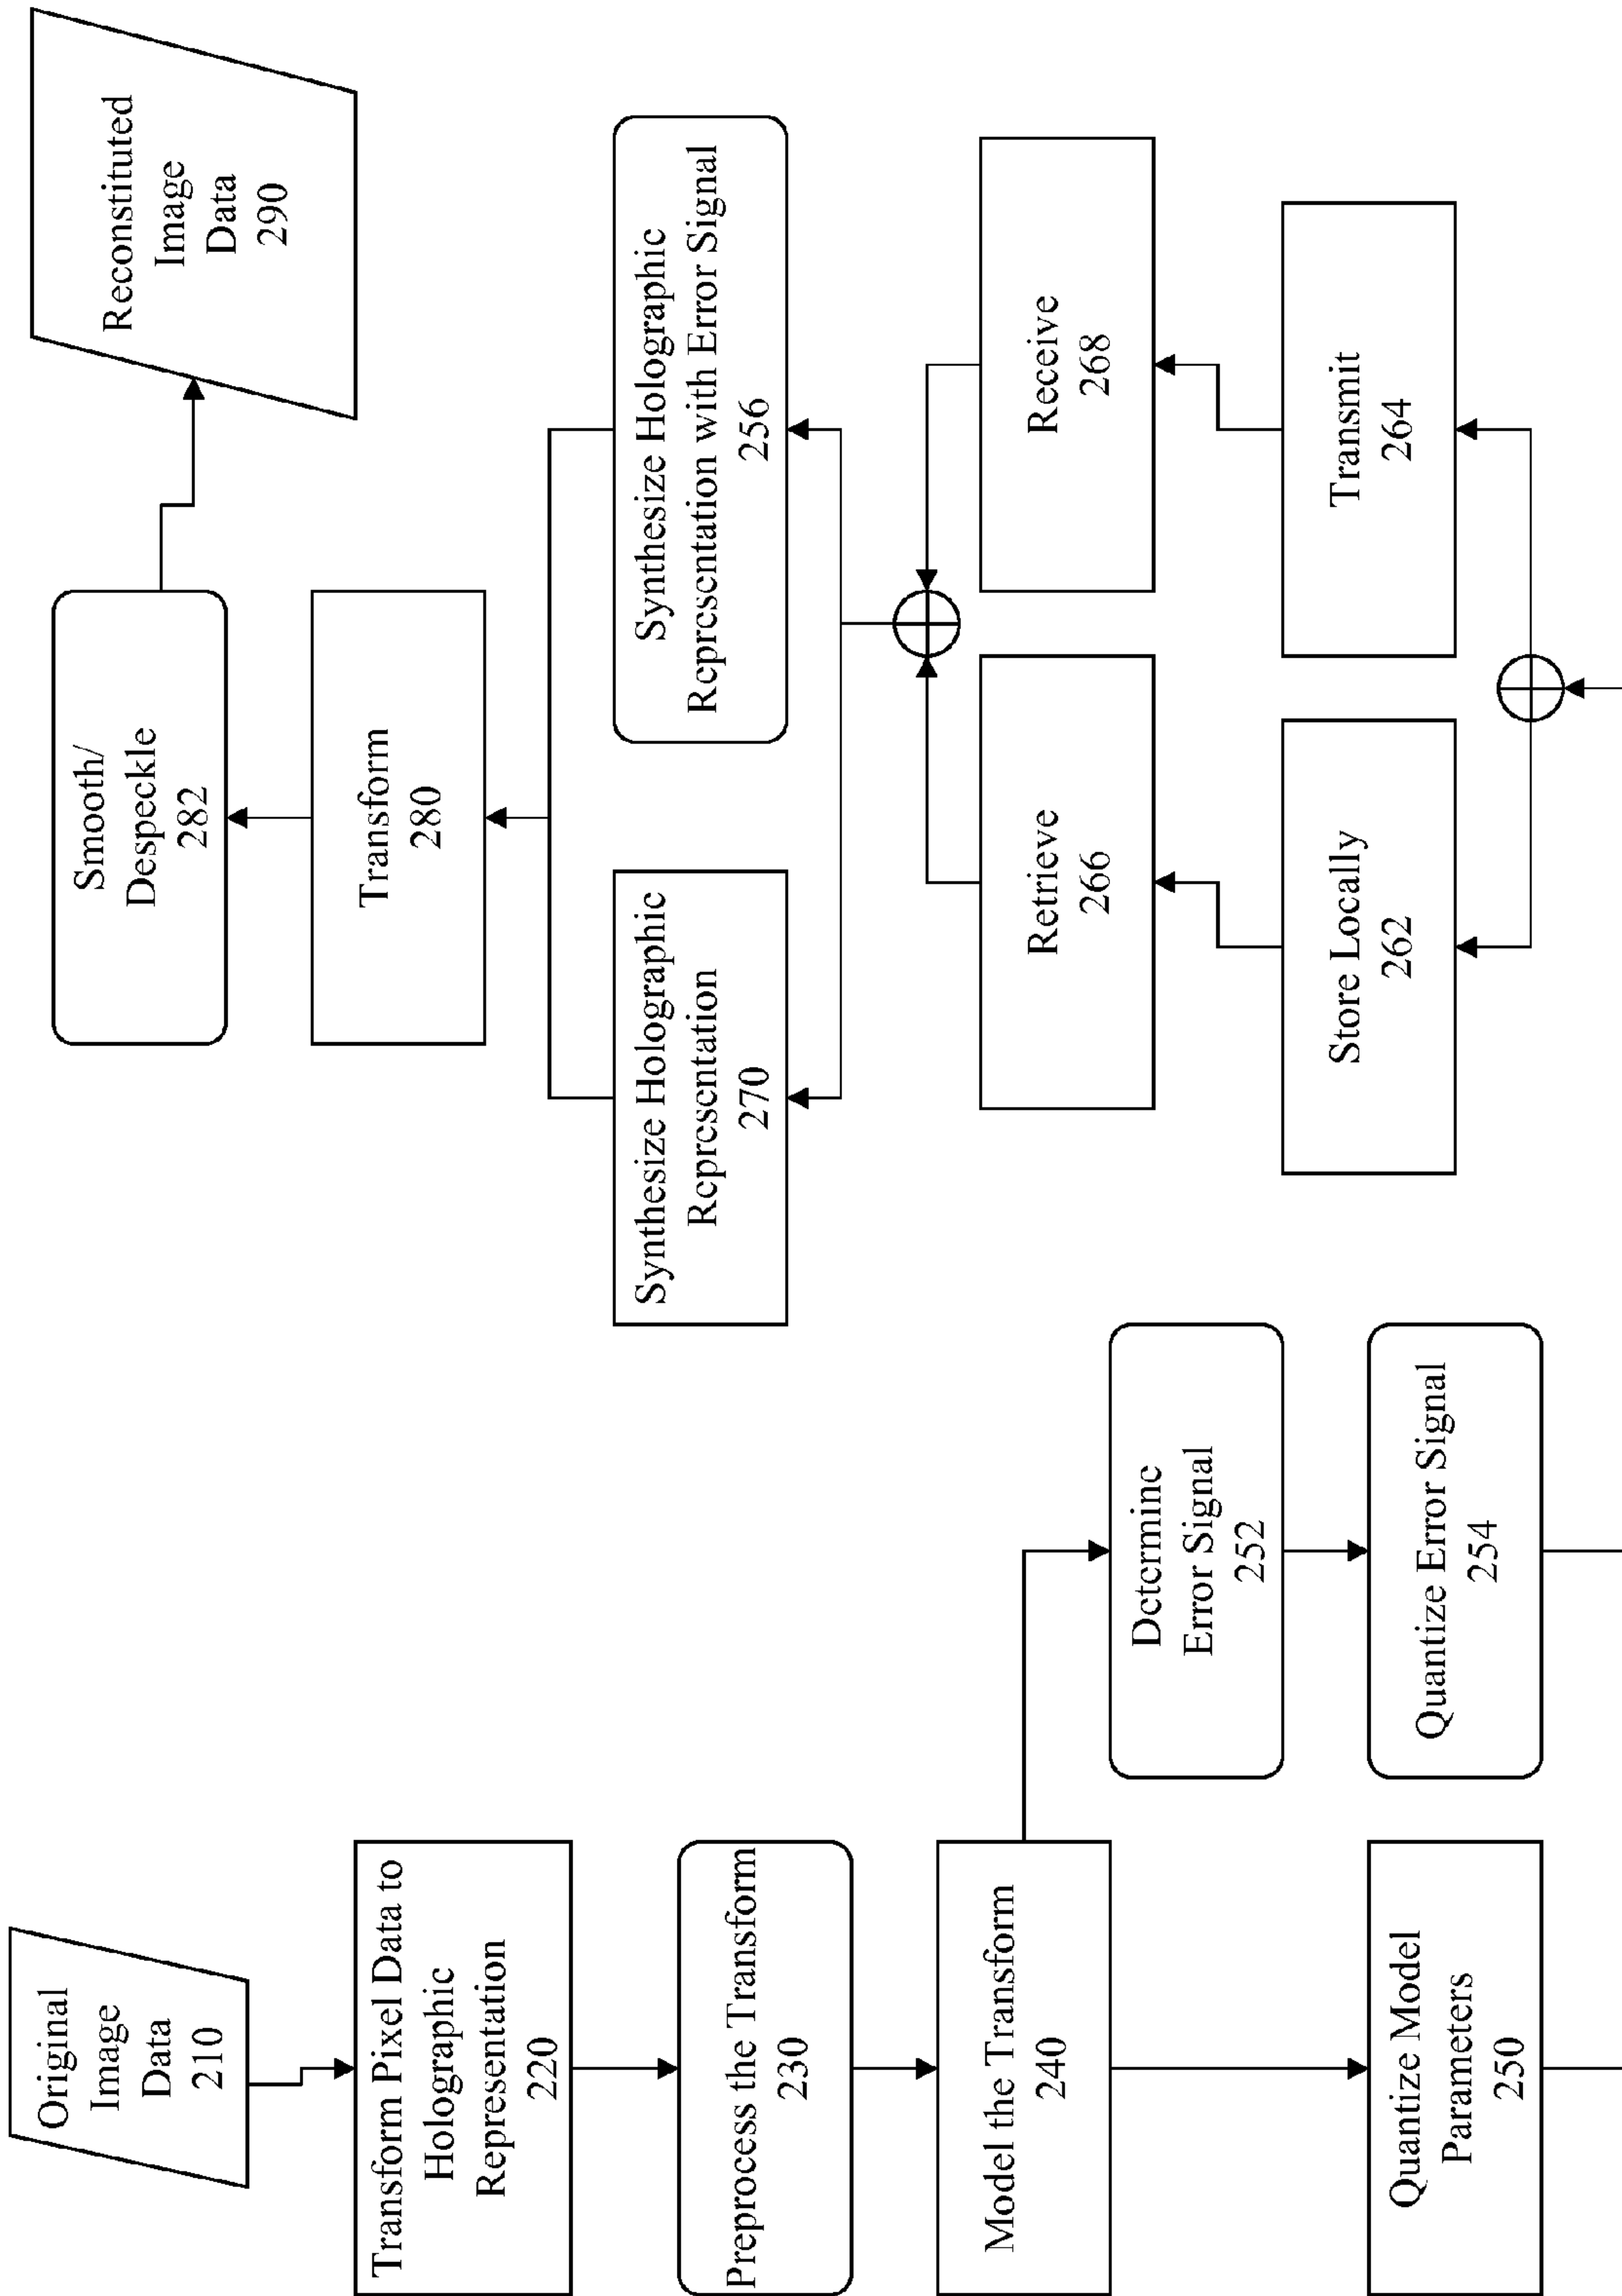 Original
Image
Data
210
Transform Pixel Data to
Holographic
Representation
220
Preprocess the Transform
230
Model the Transform
240
Quantize Model
Parameters
250
Determine
Error Signal
252
Quantize Error Signal
254
Store Locally
262
Transmit
264
Retrieve
266
Receive
268
Synthesize Holographic
Representation
270
Synthesize Holographic
Representation with Error Signal
256
Transform
280
Smooth/
Despeckle
282
Reconstituted
Image
Data
290